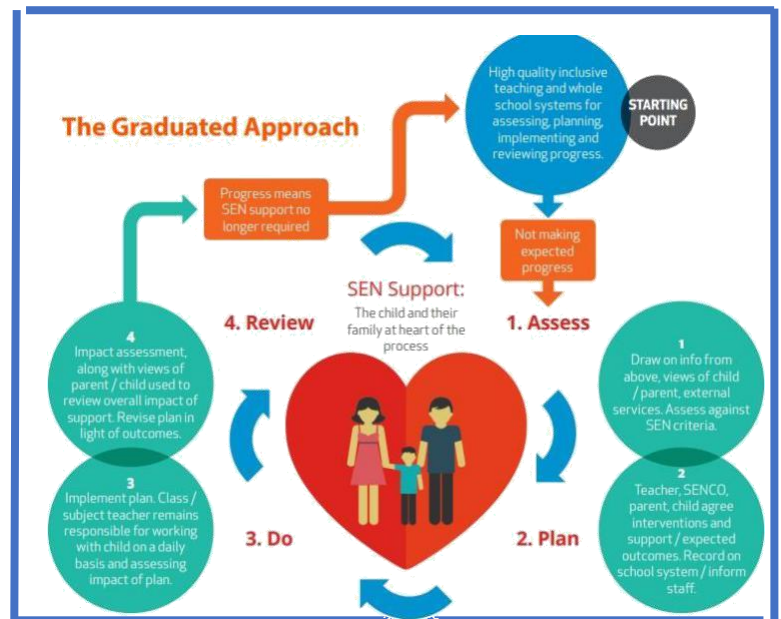 The Graduated Approach
High quality inclusive
teaching and whole
school systems for
assessing, planning,
implementing and
reviewing progress.
STARTING
POINT
Progress means
SEN support no
longer required
Not making
expected
progress
SEN Support:
The child and their
family at heart of the
process
4. Review
1. Assess
4
Impact assessment,
along with views of
parent / child used to
review overall impact of
support. Revise plan in
light of outcomes.
1
Draw on info from
above, views of child
/ parent, external
services. Assess against
SEN criteria.
3
Implement plan. Class /
subject teacher remains
responsible for working
with child on a daily
basis and assessing
impact of plan.
3. Do
2. Plan
2
Teacher, SENCO,
parent, child agree
interventions and
support / expected
outcomes. Record on
school system / inform
staff.